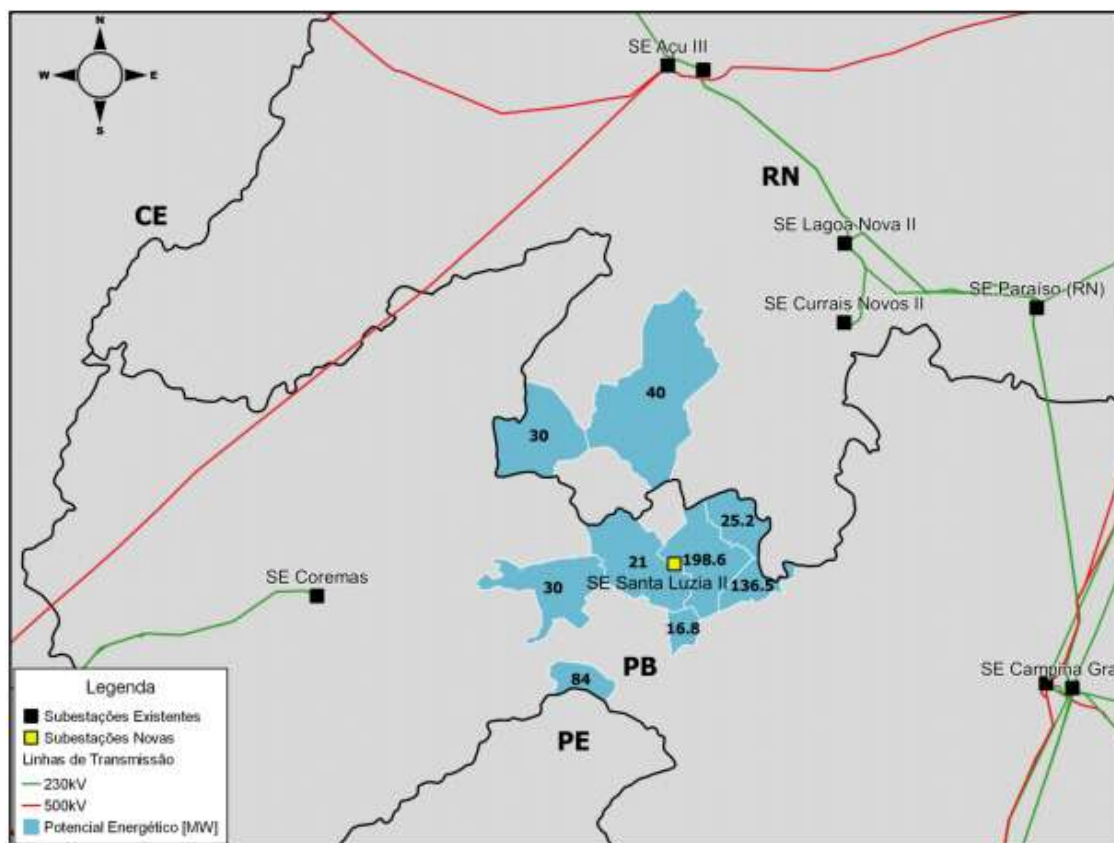 N
W E
S
SE Açu III
RN
CE
SE Lagoa Nova II
SE Paraíso (RN)
SE Currais Novos II
40
30
25.2
21
198.6
SE Coremas
SE Santa Luzia II
136.5
30
16.8
PB
SE Campina Gra
84
PE
Legenda
Subestações Existentes
Subestações Novas
Linhas de Transmissão
230kV
500kV
Potencial Energético [MW]